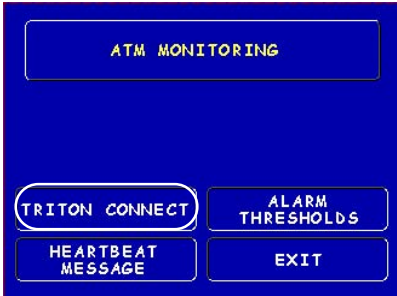 ATM MONITORING
TRITON CONNECT
ALARM
THRESHOLDS
HEARTBEAT
MESSAGE
EXIT